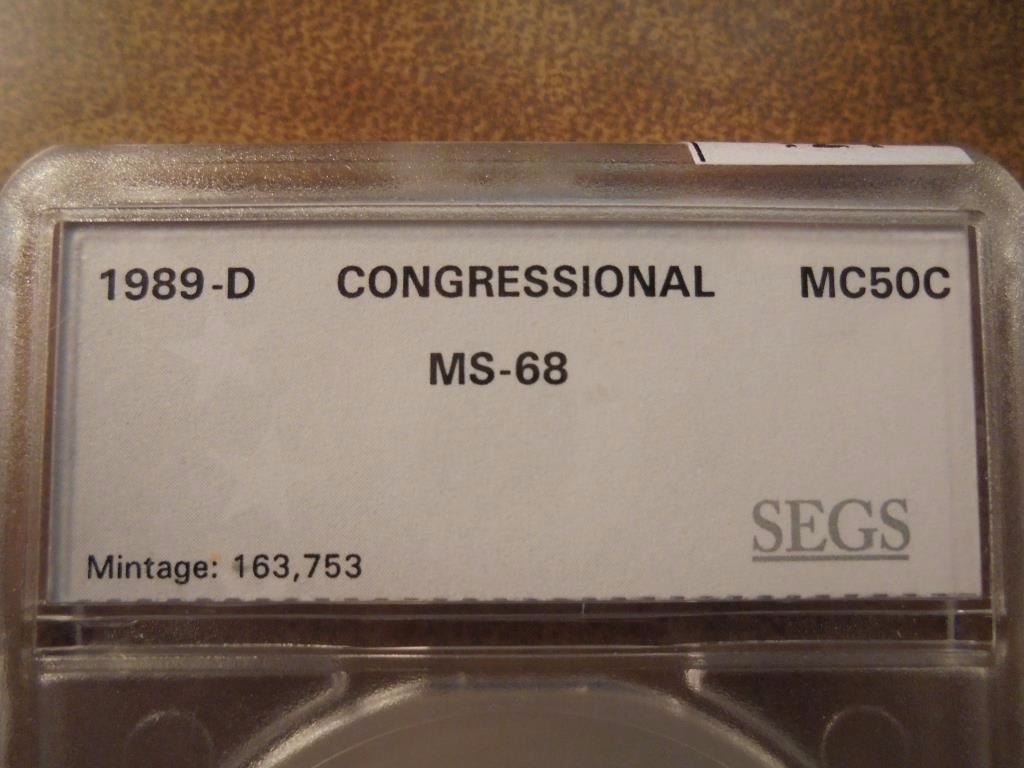 1989-D CONGRESSIONAL MC50C
MS-68
SEGS
Mintage: 163,753